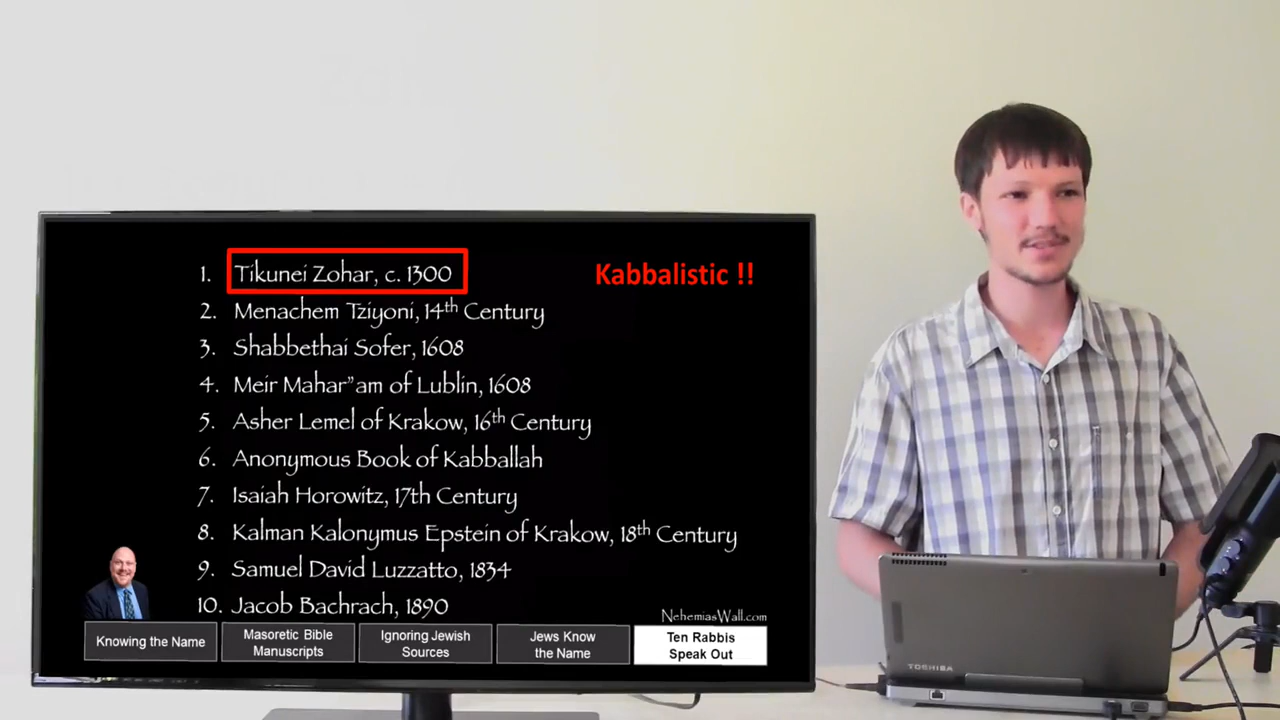 1. Tikunei Zohar, c. 1300
Kabbalistic !!
2. Menachem Tziyoni, 14th Century
3. Shabbethai Sofer, 1608
4. Meir Mahar"am of Lublin, 1608
5. Asher Lemel of Krakow, 16th Century
6. Anonymous Book of Kabballah
7. Isaiah Horowitz, 17th Century
8. Kalman Kalonymus Epstein of Krakow, 18th Century
9. Samuel David Luzzatto, 1834
10. Jacob Bachrach, 1890
NehemiasWall.com
Knowing the Name
Masoretic Bible
Manuscripts
Ignoring Jewish
Sources
Jews Know
the Name
Ten Rabbis
Speak Out
TOSHIBA